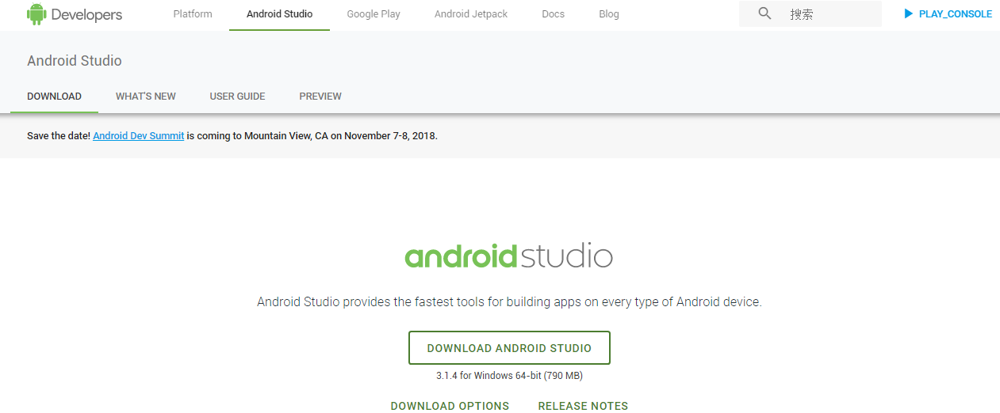 Developers Platform Android Studio Google Play Android Jetpack Docs Blog 搜索 PLAY_CONSOLE
Android Studio
DOWNLOAD WHAT'S NEW USER GUIDE PREVIEW
Save the date! Android Dev Summit is coming to Mountain View, CA on November 7-8, 2018.
androidstudio
Android Studio provides the fastest tools for building apps on every type of Android device.
DOWNLOAD ANDROID STUDIO
3.1.4 for Windows 64-bit (790 MB)
DOWNLOAD OPTIONS RELEASE NOTES